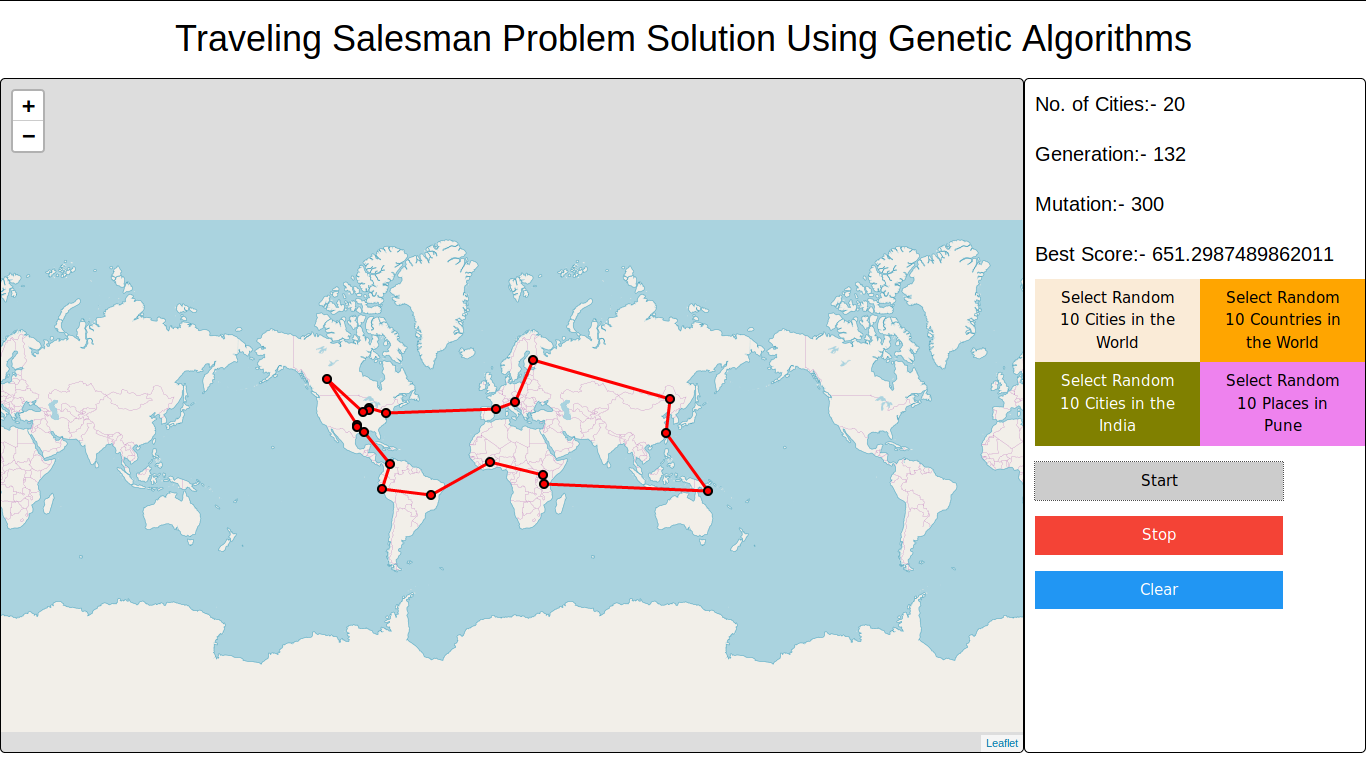 Traveling Salesman Problem Solution Using Genetic Algorithms
+
−
No. of Cities:- 20
Generation:- 132
Mutation:- 300
Best Score:- 651.2987489862011
Select Random
10 Cities in the
World
Select Random
10 Countries in
the World
Select Random
10 Cities in the
India
Select Random
10 Places in
Pune
Start
Stop
Clear
Leaflet